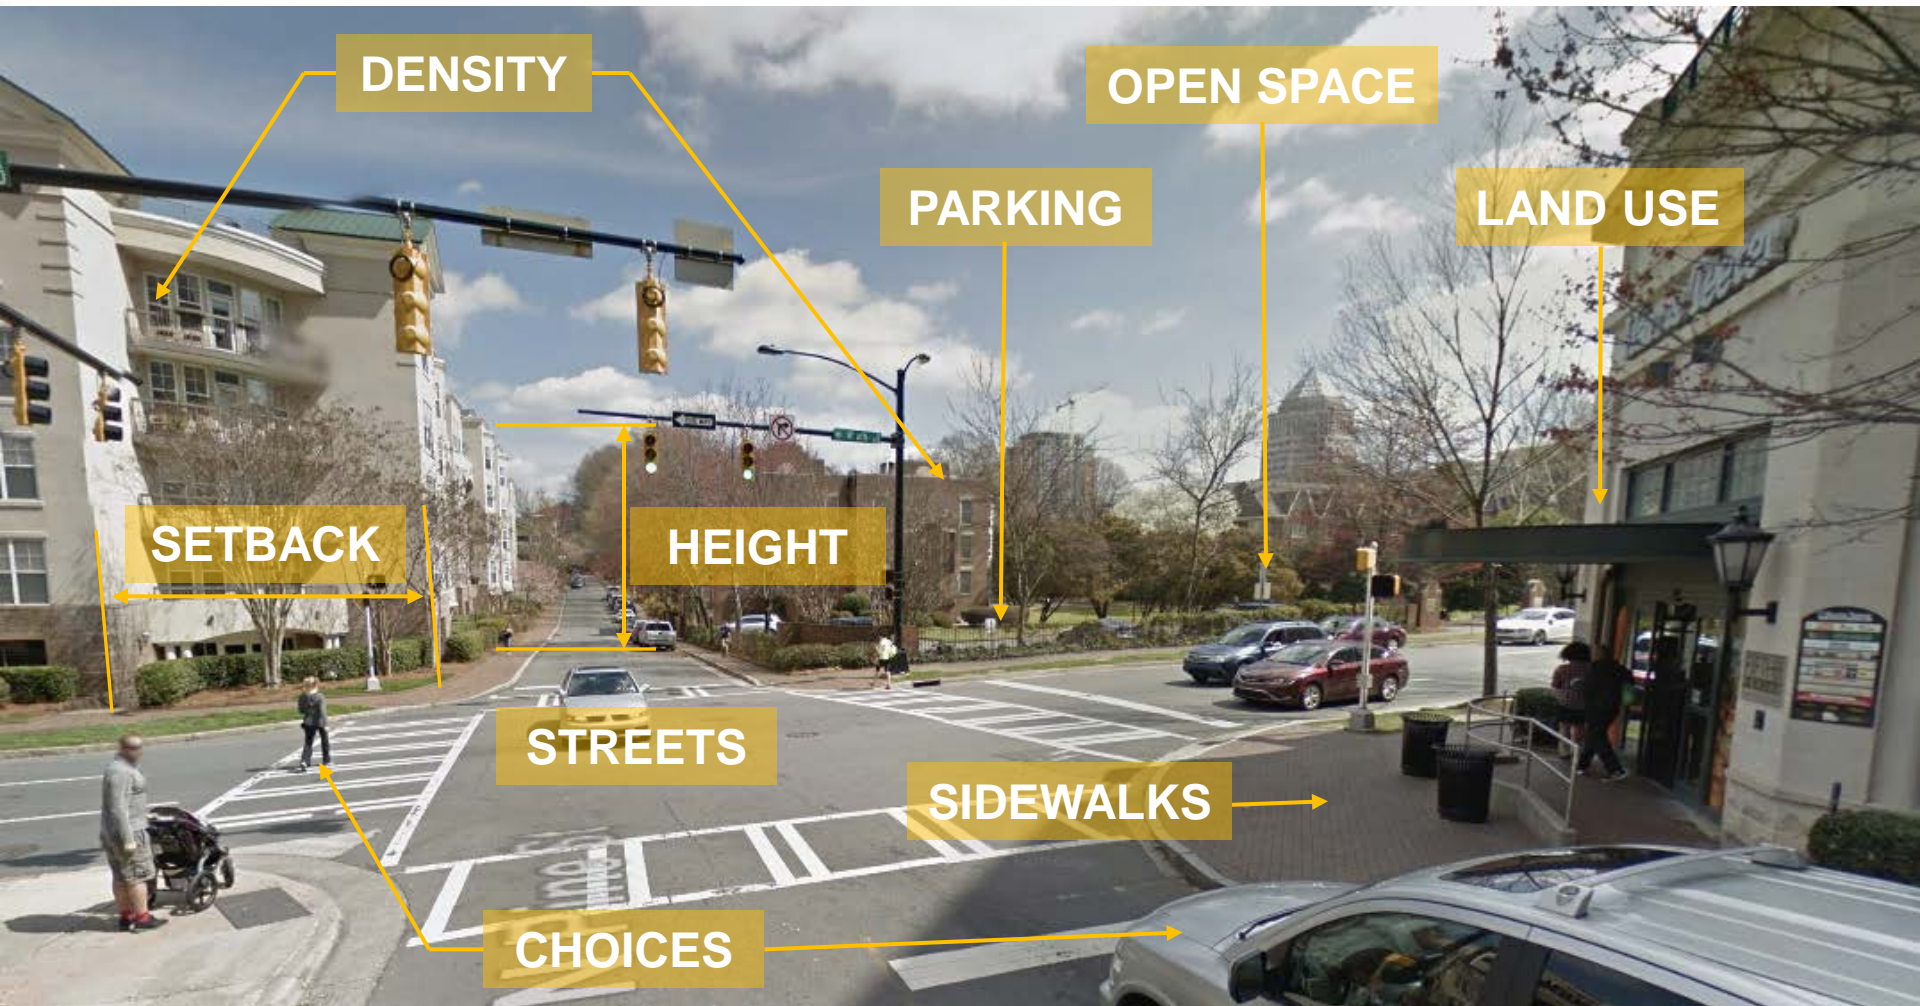 DENSITY
OPEN SPACE
PARKING
LAND USE
SETBACK
HEIGHT
STREETS
SIDEWALKS
CHOICES